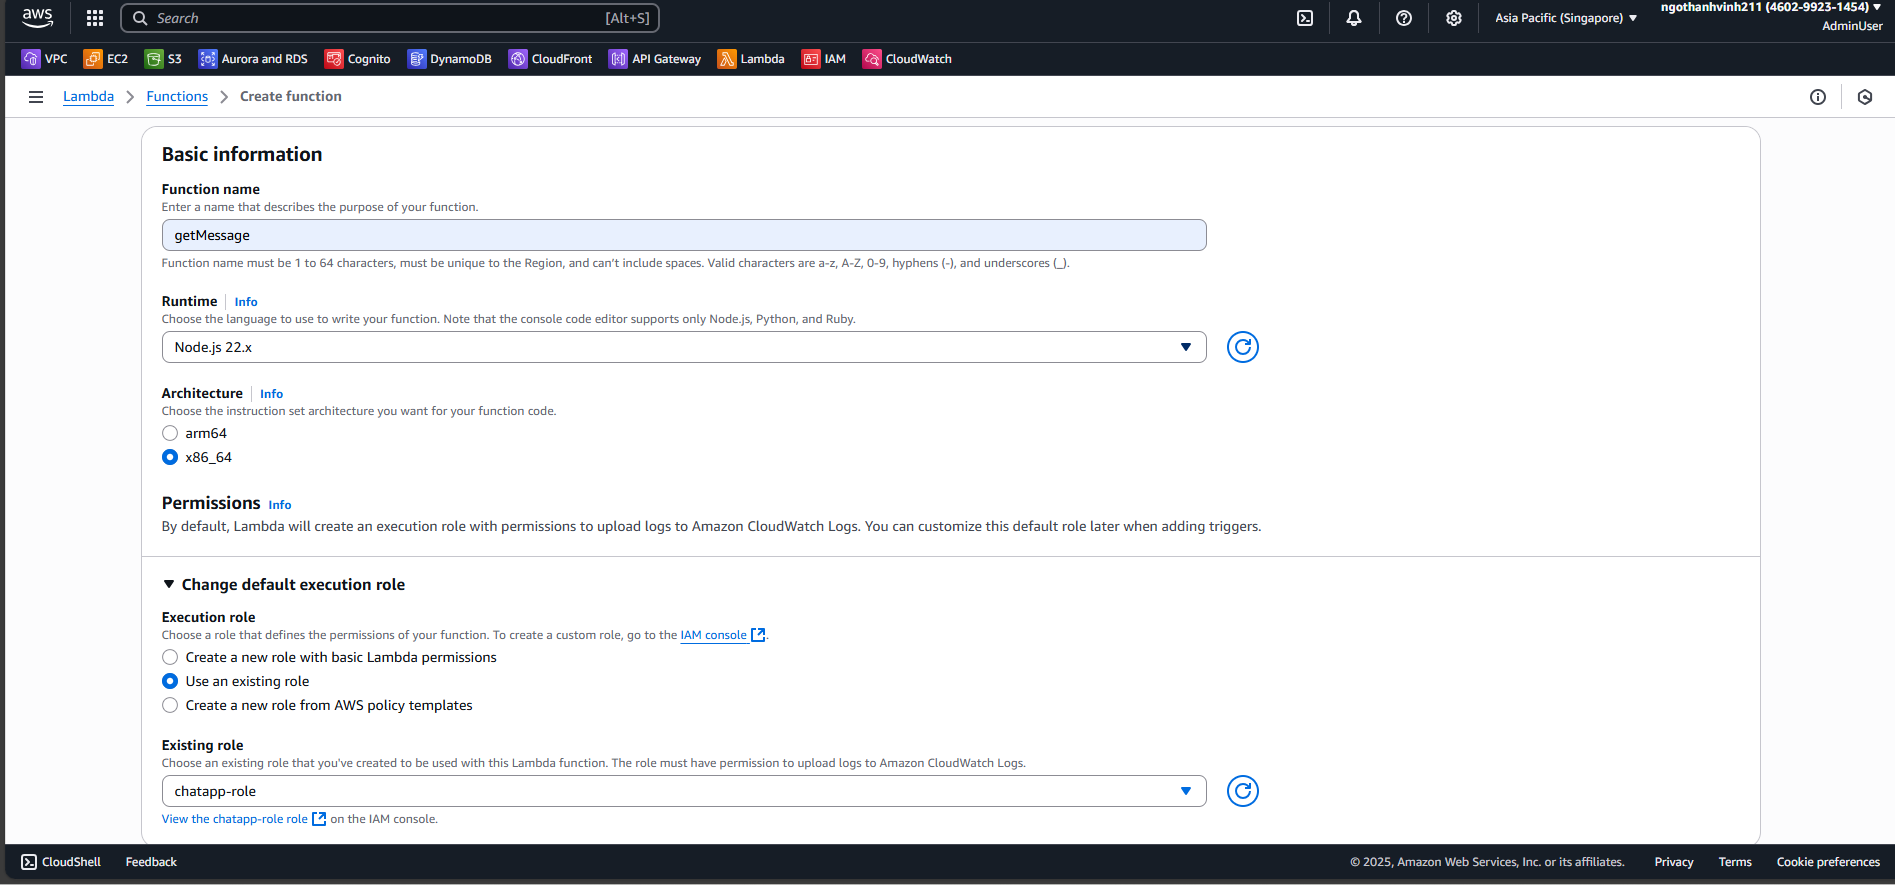 aws
Search
[Alt+S]
Asia Pacific (Singapore)
ngothanhvinh211 (4602-9923-1454)
AdminUser
VPC
EC2
S3
Aurora and RDS
Cognito
DynamoDB
CloudFront
API Gateway
Lambda
IAM
CloudWatch
Lambda
Functions
Create function
Basic information
Function name
Enter a name that describes the purpose of your function.
getMessage
Function name must be 1 to 64 characters, must be unique to the Region, and can't include spaces. Valid characters are a-z, A-Z, 0-9, hyphens (-), and underscores (_).
Runtime
Info
Choose the language to use to write your function. Note that the console code editor supports only Node.js, Python, and Ruby.
Node.js 22.x
Architecture
Info
Choose the instruction set architecture you want for your function code.
arm64
x86_64
Permissions
Info
By default, Lambda will create an execution role with permissions to upload logs to Amazon CloudWatch Logs. You can customize this default role later when adding triggers.
Change default execution role
Execution role
Choose a role that defines the permissions of your function. To create a custom role, go to the IAM console.
Create a new role with basic Lambda permissions
Use an existing role
Create a new role from AWS policy templates
Existing role
Choose an existing role that you've created to be used with this Lambda function. The role must have permission to upload logs to Amazon CloudWatch Logs.
chatapp-role
View the chatapp-role role on the IAM console.
CloudShell
Feedback
© 2025, Amazon Web Services, Inc. or its affiliates.
Privacy
Terms
Cookie preferences